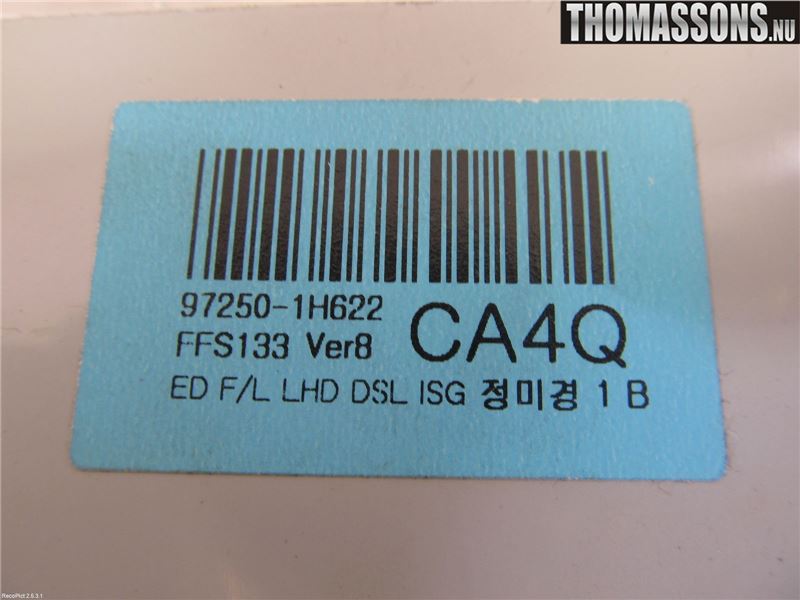 THOMASSONS.NU
97250-1H622
FFS133 Ver8
CA4Q
ED F/L LHD DSL ISG 정미경 1 B
RecoPict 2.6.3.1